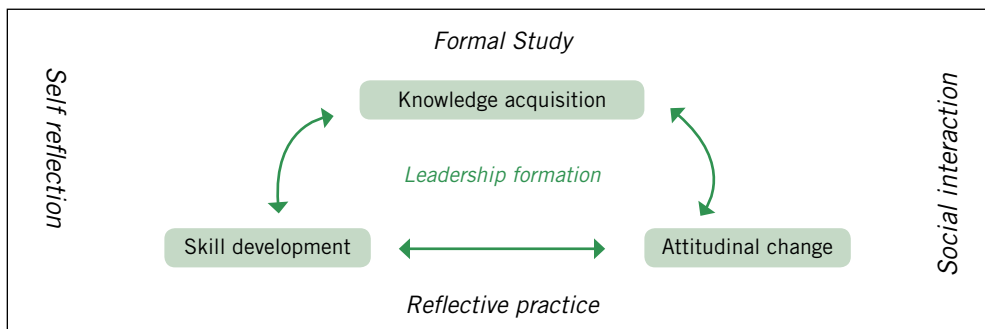 Formal Study
Self reflection
Knowledge acquisition
Social interaction
Leadership formation
Skill development
Attitudinal change
Reflective practice